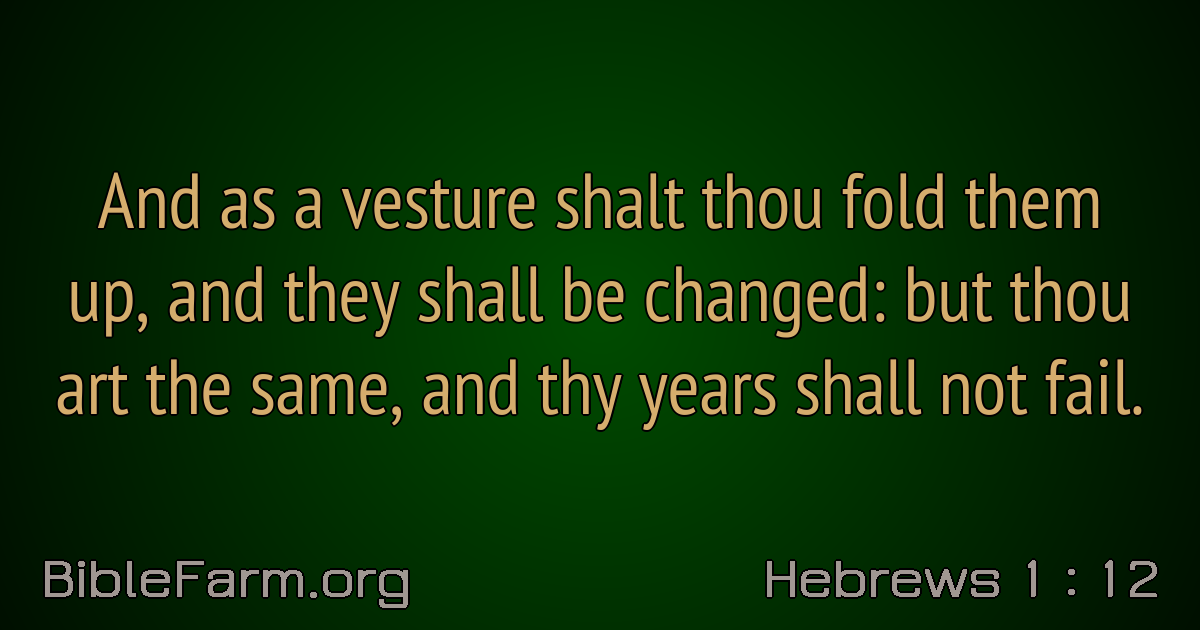 And as a vesture shalt thou fold them
up, and they shall be changed: but thou
art the same, and thy years shall not fail.
BibleFarm.org
Hebrews 1 : 12